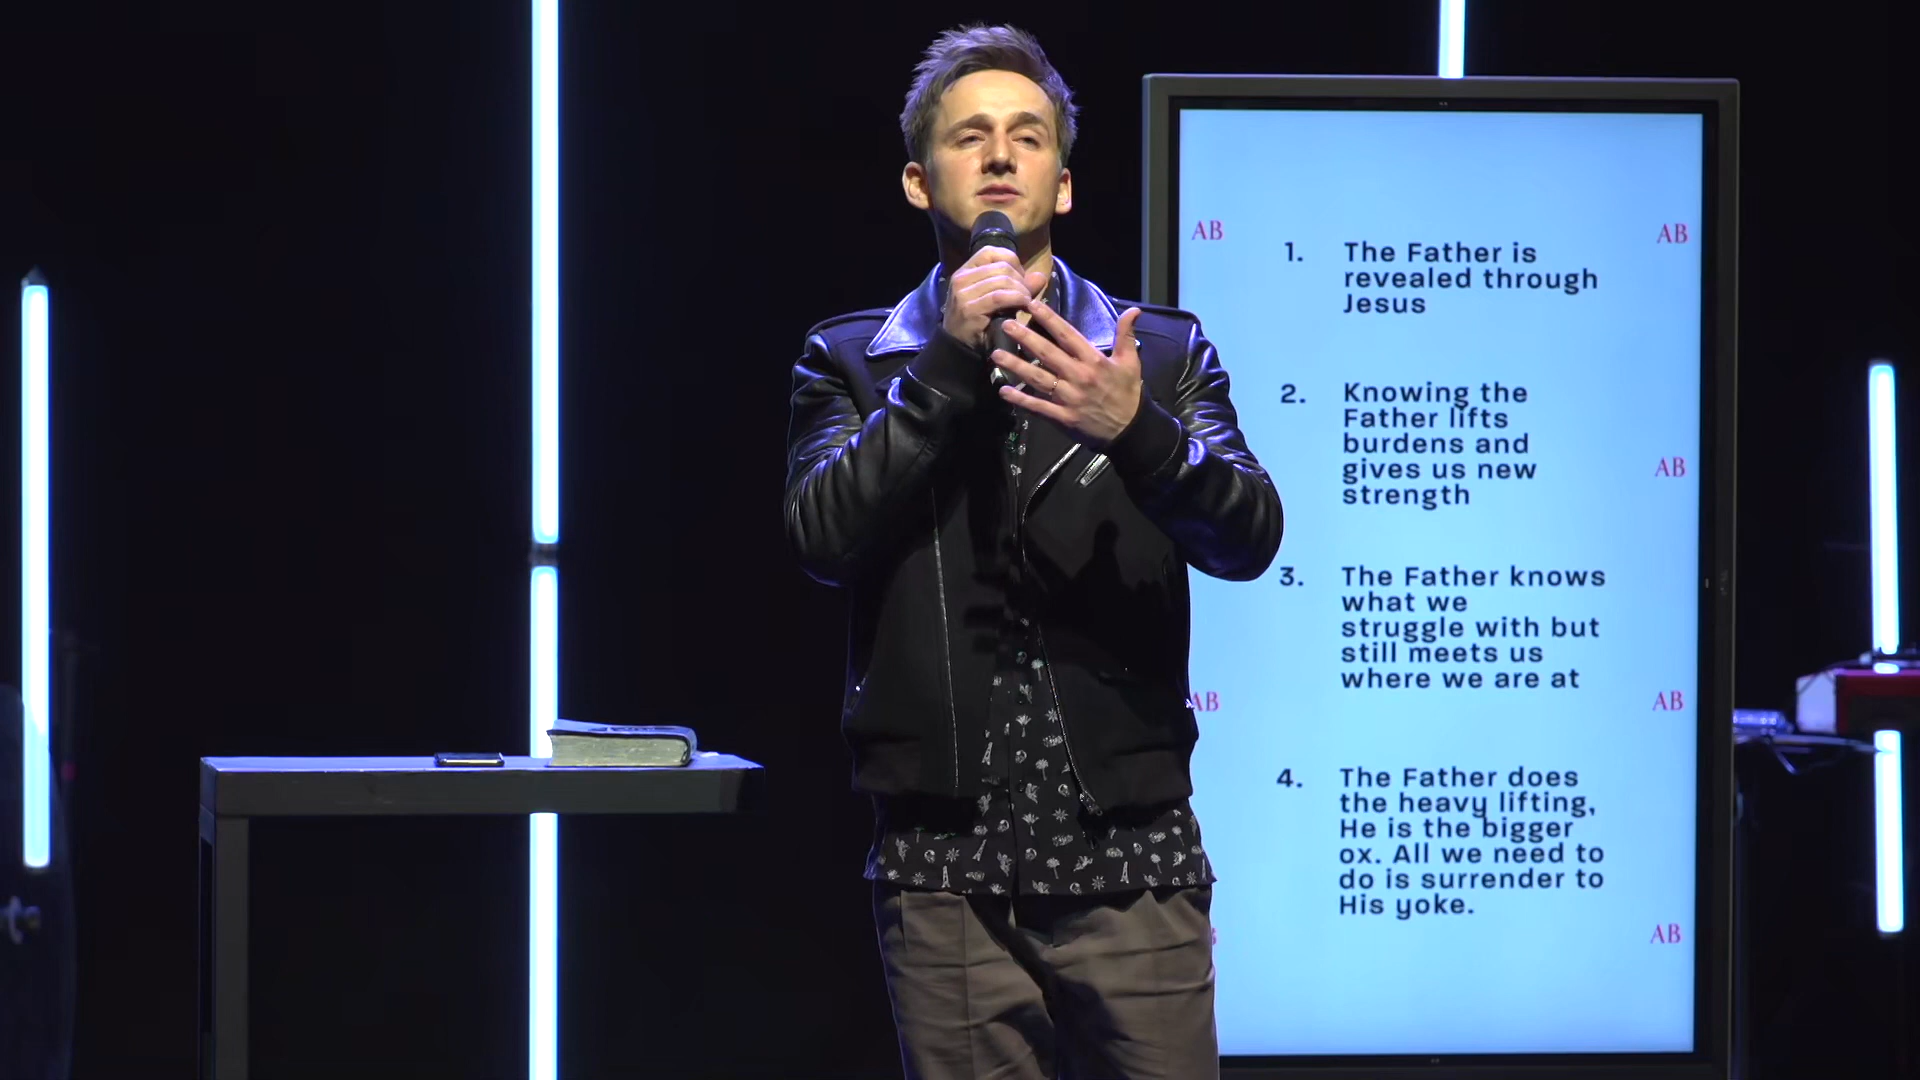 AB
AB
1. The Father is
revealed through
Jesus
2. Knowing the
Father lifts
burdens and
gives us new
strength
AB
3. The Father knows
what we
struggle with but
still meets us
where we are at
AB
AB
4. The Father does
the heavy lifting,
He is the bigger
ox. All we need to
do is surrender to
His yoke.
AB